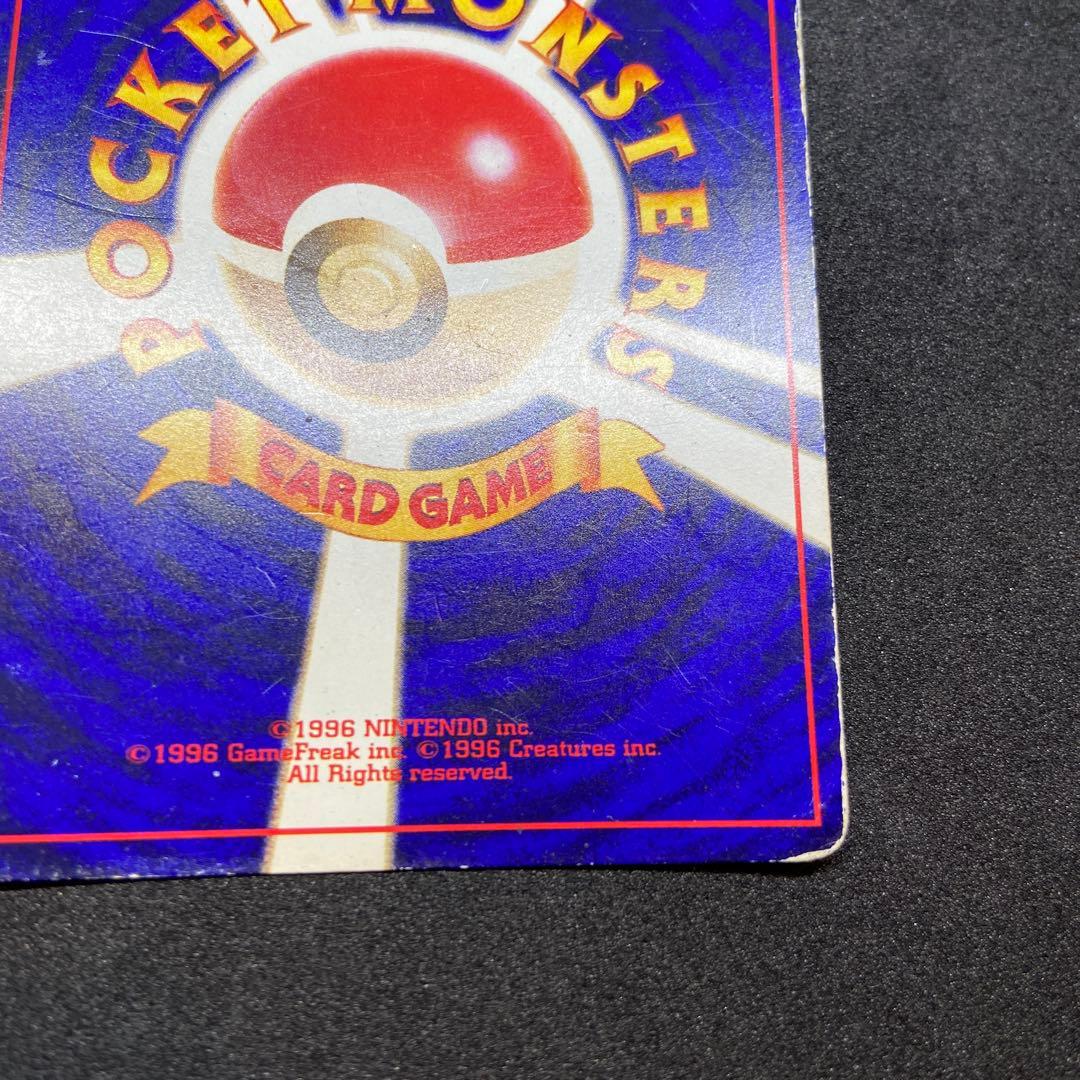 POCKET MONSTERS
CARD GAME
©1996 NINTENDO inc.
©1996 GameFreak inc. ©1996 Creatures inc.
All Rights reserved.